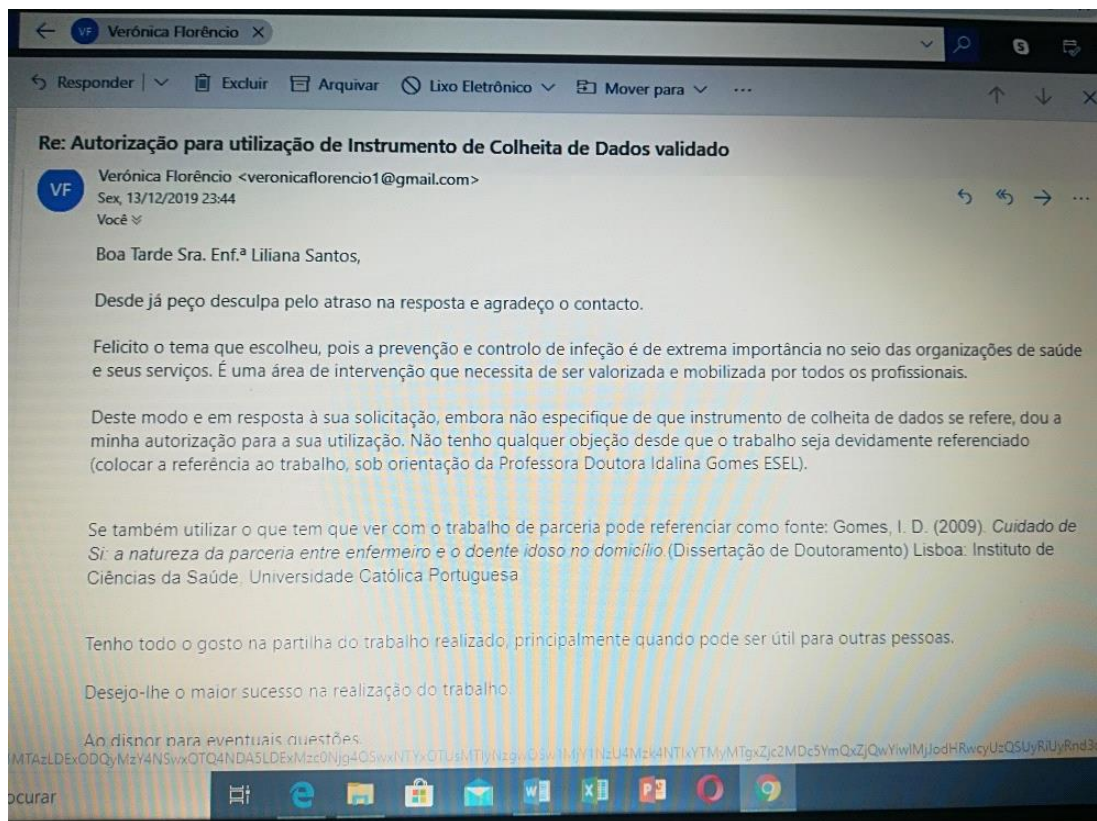 VF Verónica Florêncio
Responder Excluir Arquivar Lixo Eletrônico Mover para
Re: Autorização para utilização de Instrumento de Colheita de Dados validado
VF
Verónica Florêncio <veronicaflorencio1@gmail.com>
Sex, 13/12/2019 23:44
Você
Boa Tarde Sra. Enf.ª Liliana Santos,
Desde já peço desculpa pelo atraso na resposta e agradeço o contacto.
Felicito o tema que escolheu, pois a prevenção e controlo de infeção é de extrema importância no seio das organizações de saúde
e seus serviços. É uma área de intervenção que necessita de ser valorizada e mobilizada por todos os profissionais.
Deste modo e em resposta à sua solicitação, embora não especifique de que instrumento de colheita de dados se refere, dou a
minha autorização para a sua utilização. Não tenho qualquer objeção desde que o trabalho seja devidamente referenciado
(colocar a referência ao trabalho, sob orientação da Professora Doutora Idalina Gomes ESEL).
Se também utilizar o que tem que ver com o trabalho de parceria pode referenciar como fonte: Gomes, I. D. (2009). Cuidado de
Si: a natureza da parceria entre enfermeiro e o doente idoso no domicílio (Dissertação de Doutoramento) Lisboa: Instituto de
Ciências da Saúde, Universidade Católica Portuguesa
Tenho todo o gosto na partilha do trabalho realizado, principalmente quando pode ser útil para outras pessoas.
Desejo-lhe o maior sucesso na realização do trabalho.
Ao dispor para eventuais questões.
ocurar